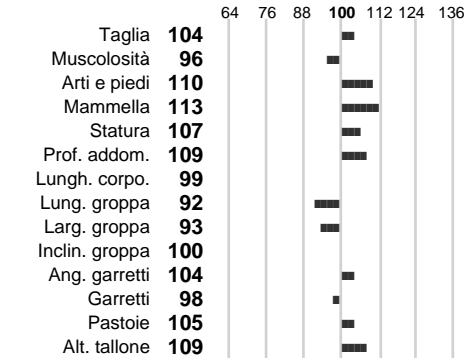 64 76 88 100 112 124 136
Taglia 104
Muscolosità 96
Arti e piedi 110
Mammella 113
Statura 107
Prof. addom. 109
Lungh. corpo. 99
Lung. groppa 92
Larg. groppa 93
Inclin. groppa 100
Ang. garretti 104
Garretti 98
Pastoie 105
Alt. tallone 109